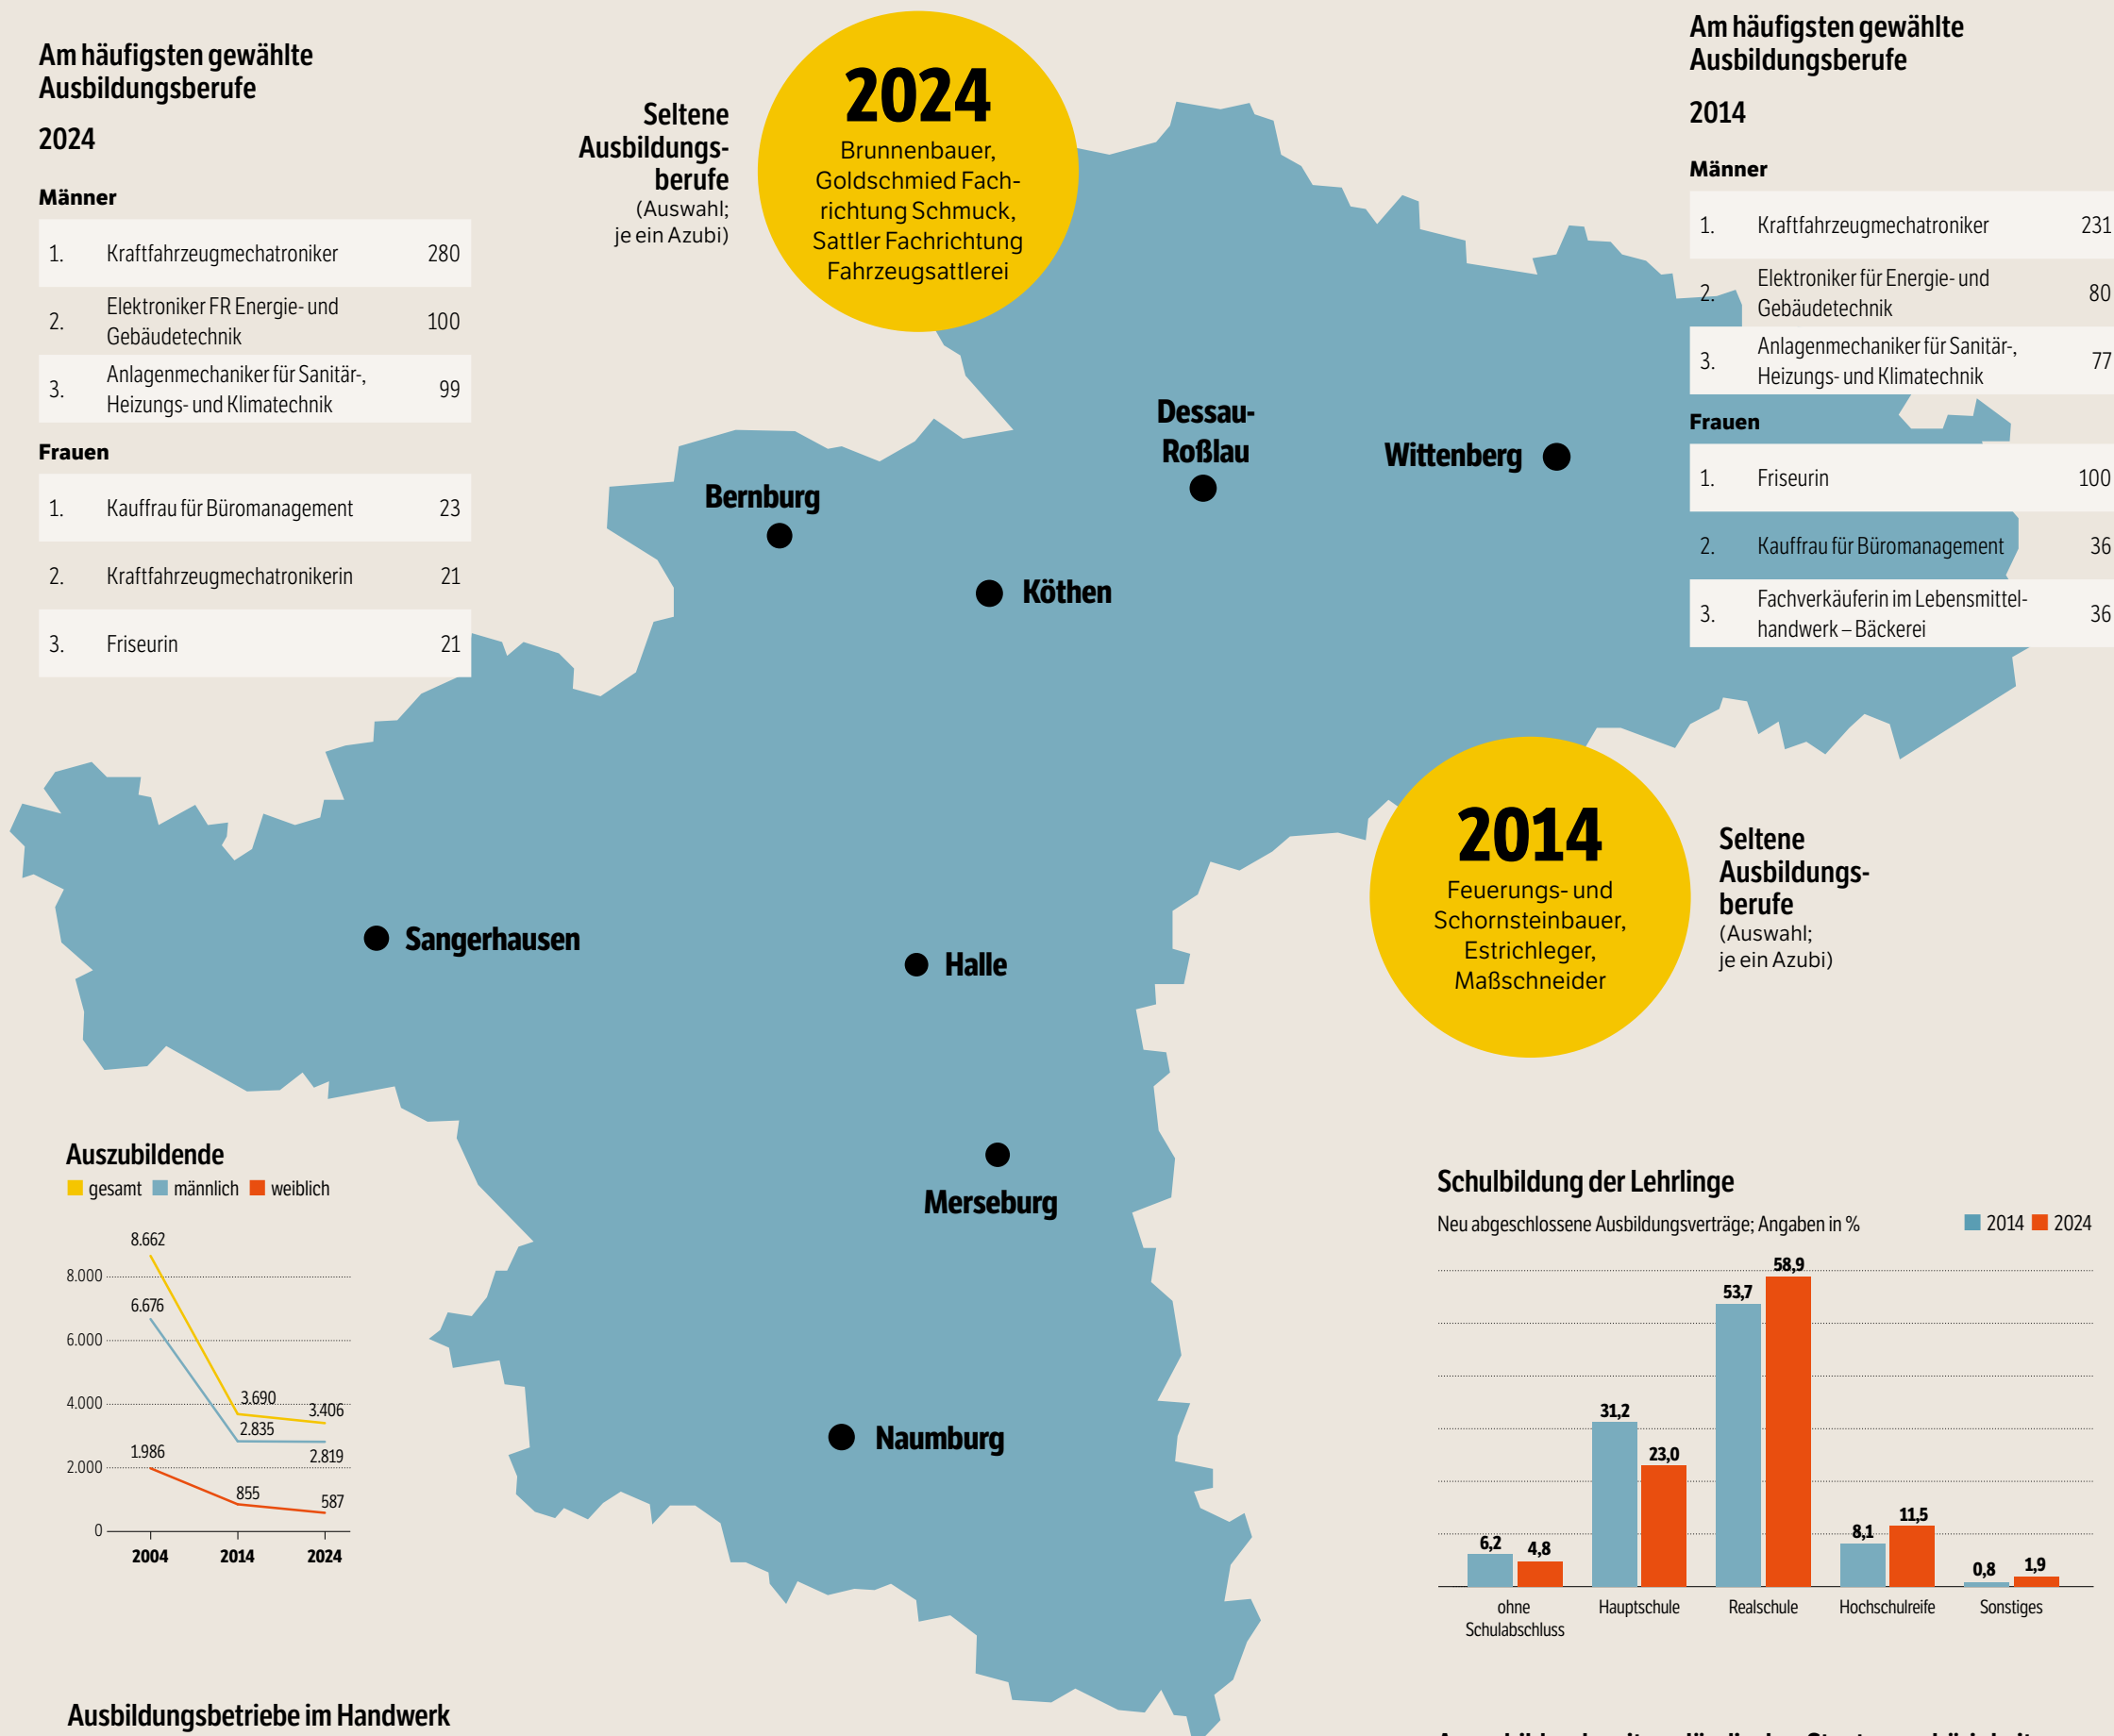 Am häufigsten gewählte
Ausbildungsberufe
2024
Männer
1. Kraftfahrzeugmechatroniker 280
2. Elektroniker FR Energie- und
Gebäudetechnik 100
3. Anlagenmechaniker für Sanitär-,
Heizungs- und Klimatechnik 99
Frauen
1. Kauffrau für Büromanagement 23
2. Kraftfahrzeugmechatronikerin 21
3. Friseurin 21
Seltene
Ausbildungs-
berufe
(Auswahl;
je ein Azubi)
2024
Brunnenbauer,
Goldschmied Fach-
richtung Schmuck,
Sattler Fachrichtung
Fahrzeugsattlerei
Am häufigsten gewählte
Ausbildungsberufe
2014
Männer
1. Kraftfahrzeugmechatroniker 231
2. Elektroniker für Energie- und
Gebäudetechnik 80
3. Anlagenmechaniker für Sanitär-,
Heizungs- und Klimatechnik 77
Frauen
1. Friseurin 100
2. Kauffrau für Büromanagement 36
3. Fachverkäuferin im Lebensmittel-
handwerk – Bäckerei 36
Dessau-
Roßlau
Wittenberg
Bernburg
Köthen
Sangerhausen
Halle
Merseburg
Naumburg
2014
Feuerungs- und
Schornsteinbauer,
Estrichleger,
Maßschneider
Seltene
Ausbildungs-
berufe
(Auswahl;
je ein Azubi)
Auszubildende
gesamt männlich weiblich
8.662
8.000
6.676
6.000
4.000
3.690
3.406
2.835
2.819
1.986
2.000
855
587
0
2004 2014 2024
Schulbildung der Lehrlinge
Neu abgeschlossene Ausbildungsverträge; Angaben in % 2014 2024
58,9
53,7
31,2
23,0
11,5
8,1
6,2
4,8
0,8
1,9
ohne
Schulabschluss
Hauptschule
Realschule
Hochschulreife
Sonstiges
Ausbildungsbetriebe im Handwerk